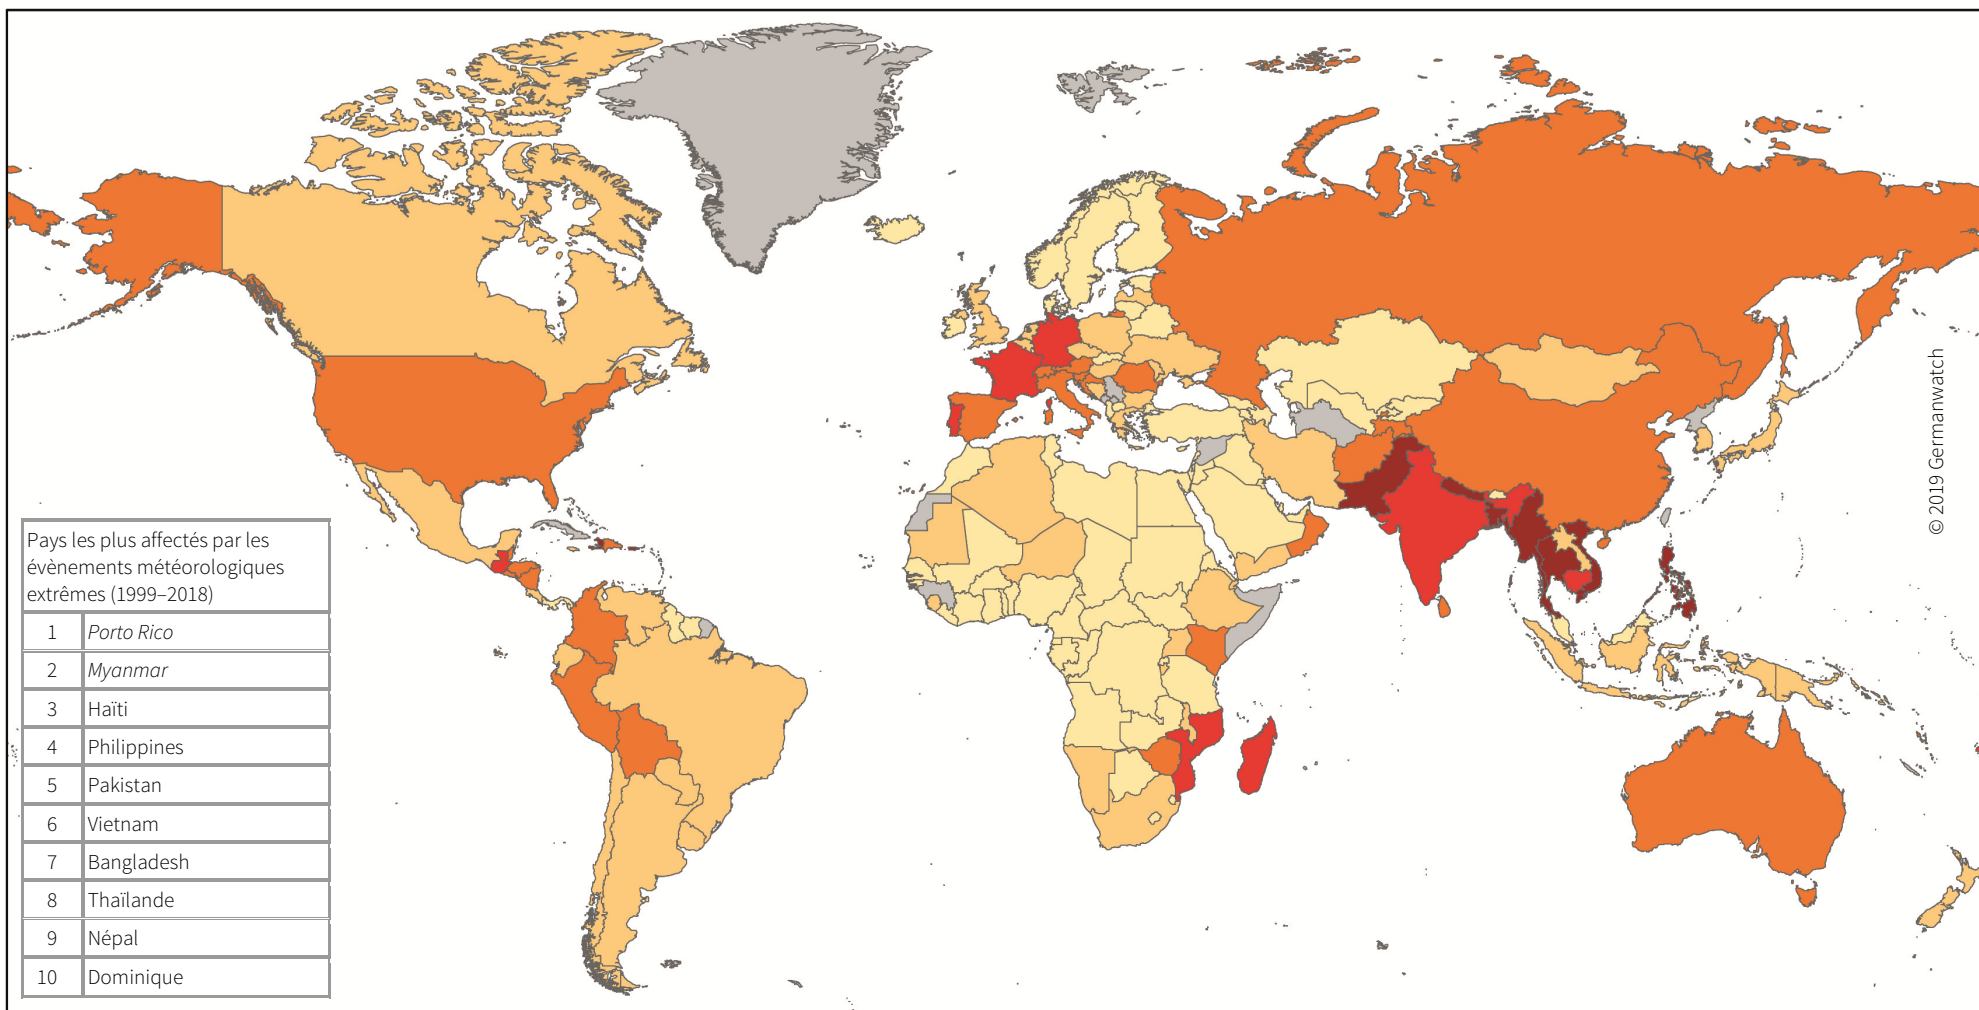 Pays les plus affectés par les
évènements météorologiques
extrêmes (1999–2018)
1 Porto Rico
2 Myanmar
3 Haïti
4 Philippines
5 Pakistan
6 Vietnam
7 Bangladesh
8 Thaïlande
9 Népal
10 Dominique
© 2019 Germanwatch